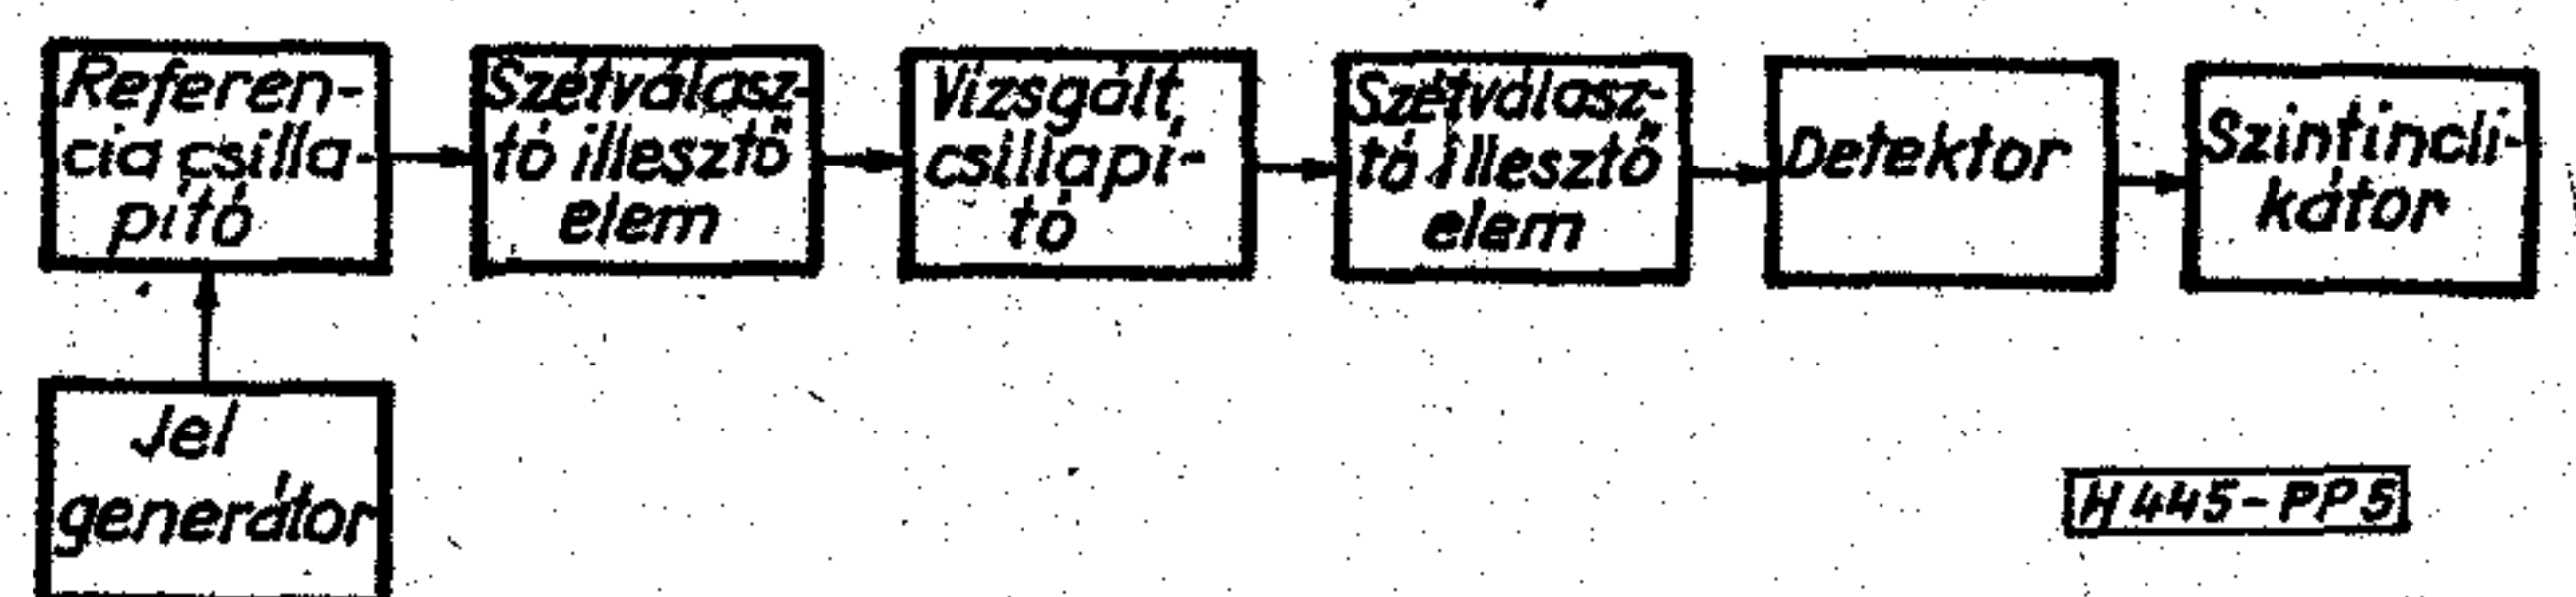 Referen-
cia csilla-
pító
Szétválasz-
tó illesztő
elem
Vizsgált
csillapí-
tó
Szétválasz-
tó illesztő
elem
Detektor
Szintincli-
kátor
Jel
generátor
H445-PP5